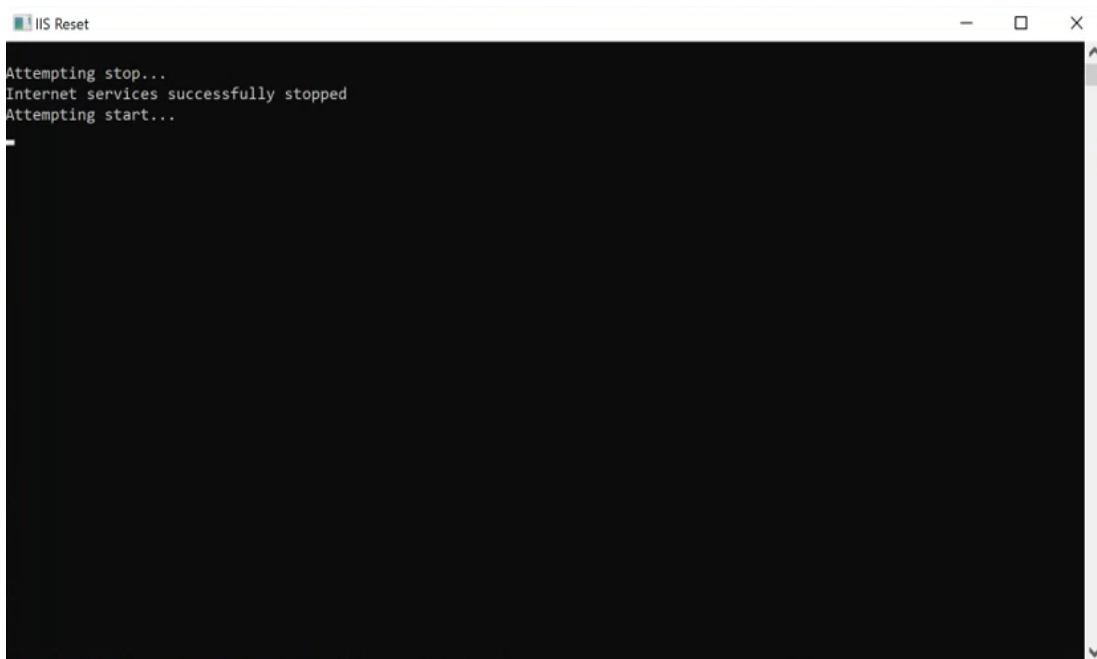 IIS Reset
Attempting stop...
Internet services successfully stopped
Attempting start...